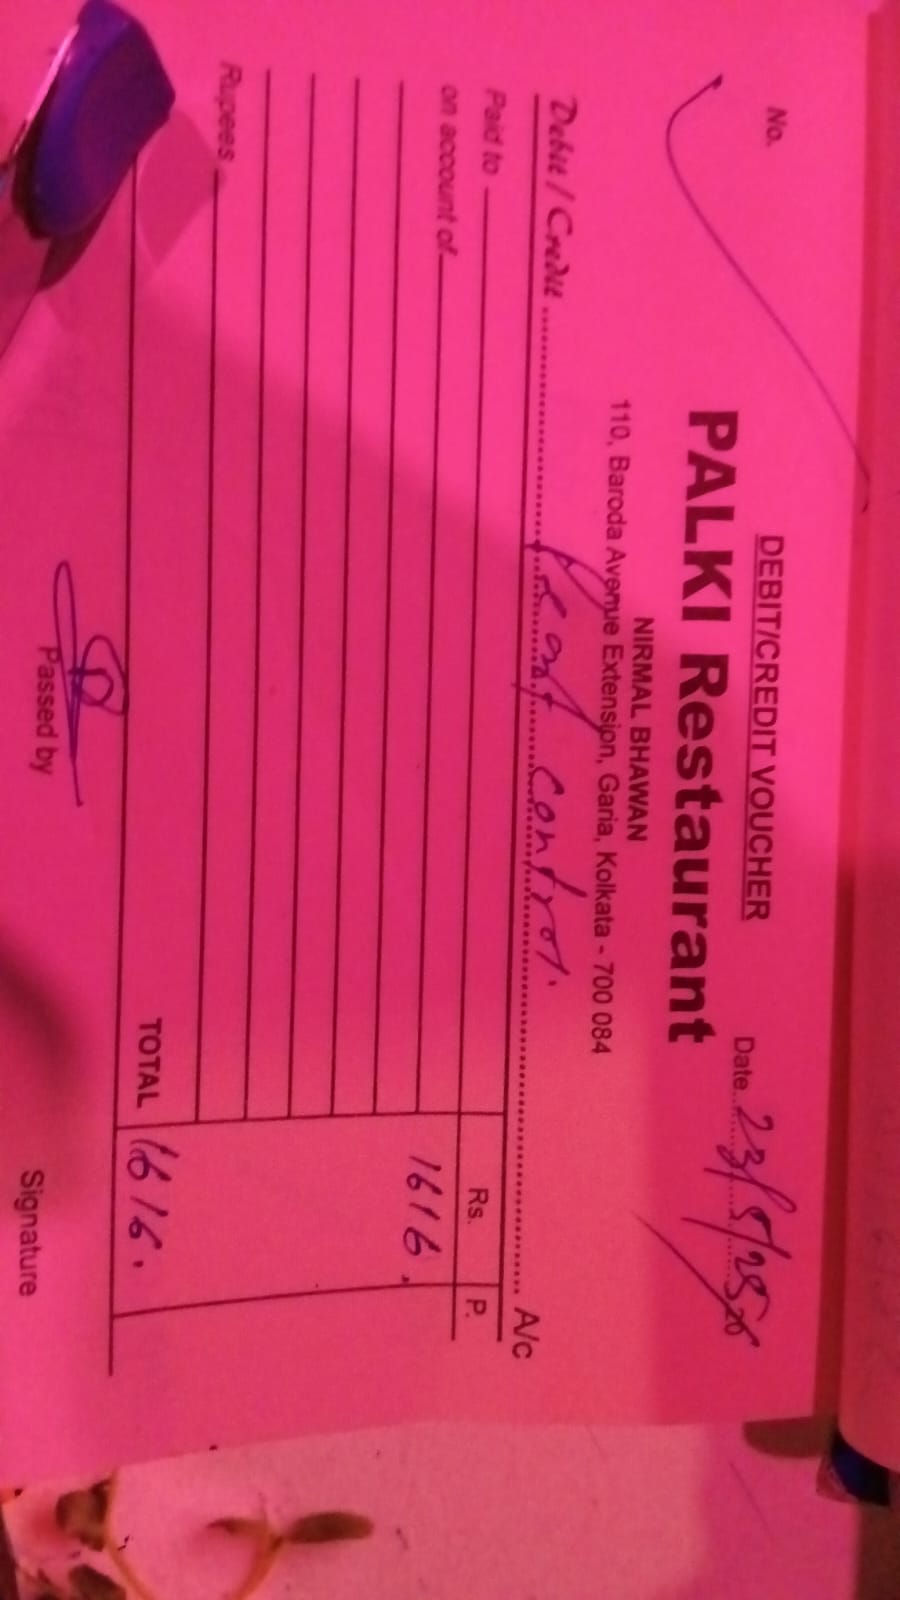 DEBIT/CREDIT VOUCHER
No.
PALKI Restaurant
Date 23/5/25
NIRMAL BHAWAN
110, Baroda Avenue Extension, Garia, Kolkata - 700 084
Debit / Credit Pest control. A/c
Paid to Rs. P.
on account of 1616.
Rupees
TOTAL 1616.
Passed by Signature